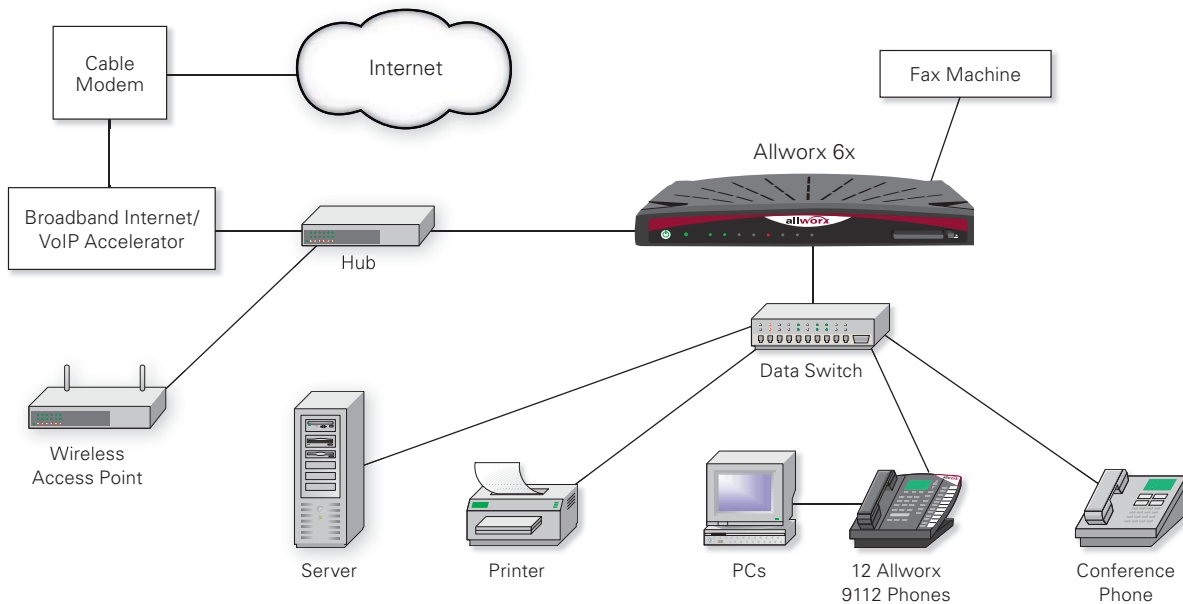 Cable
Modem
Internet
Fax Machine
Allworx 6x
allworx
Broadband Internet/
VoIP Accelerator
Hub
Data Switch
Wireless
Access Point
Server
Printer
PCs
12 Allworx
9112 Phones
Conference
Phone